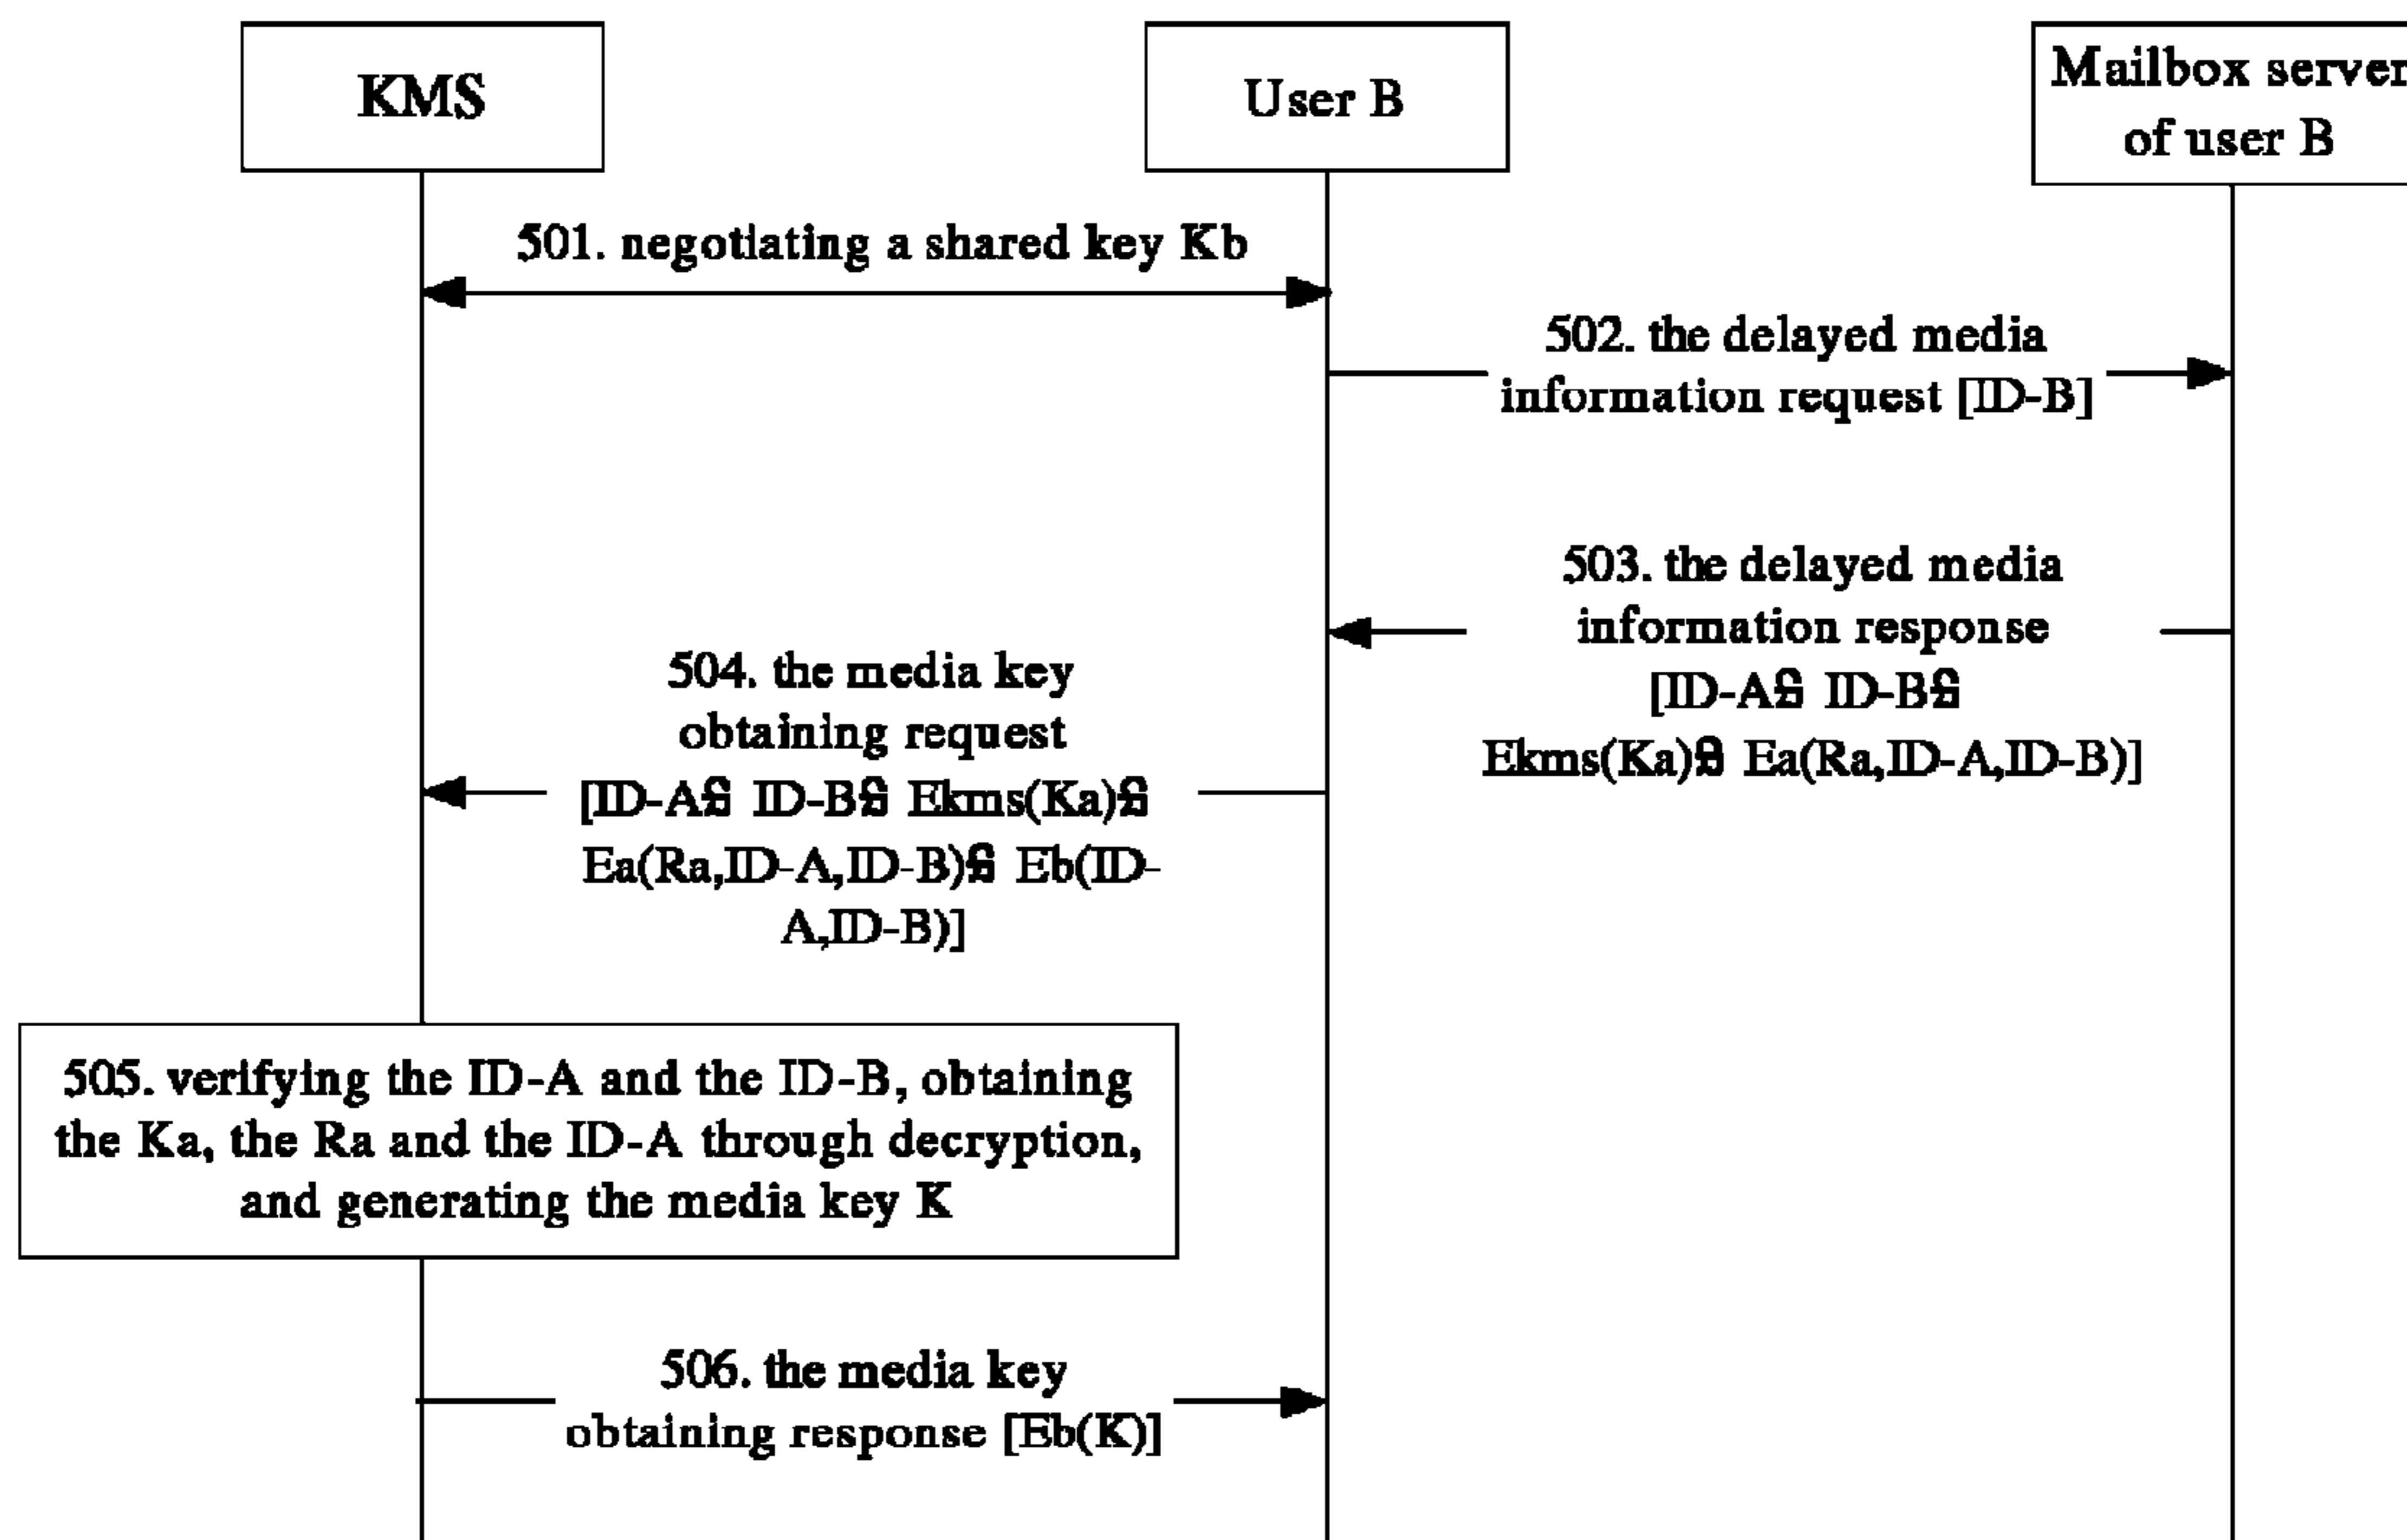 KMS
User B
Mailbox server
of user B
501. negotiating a shared key Kb
502. the delayed media
information request [ID-B]
503. the delayed media
information response
[ID-A ID-B
Ekms(Ka) Ea(Ra,ID-A,ID-B)]
504. the media key
obtaining request
[ID-A ID-B Ekms(Ka)
Ea(Ra,ID-A,ID-B) Eb(ID-
A,ID-B)]
505. verifying the ID-A and the ID-B, obtaining
the Ka, the Ra and the ID-A through decryption,
and generating the media key K
506. the media key
obtaining response [Eb(K)]